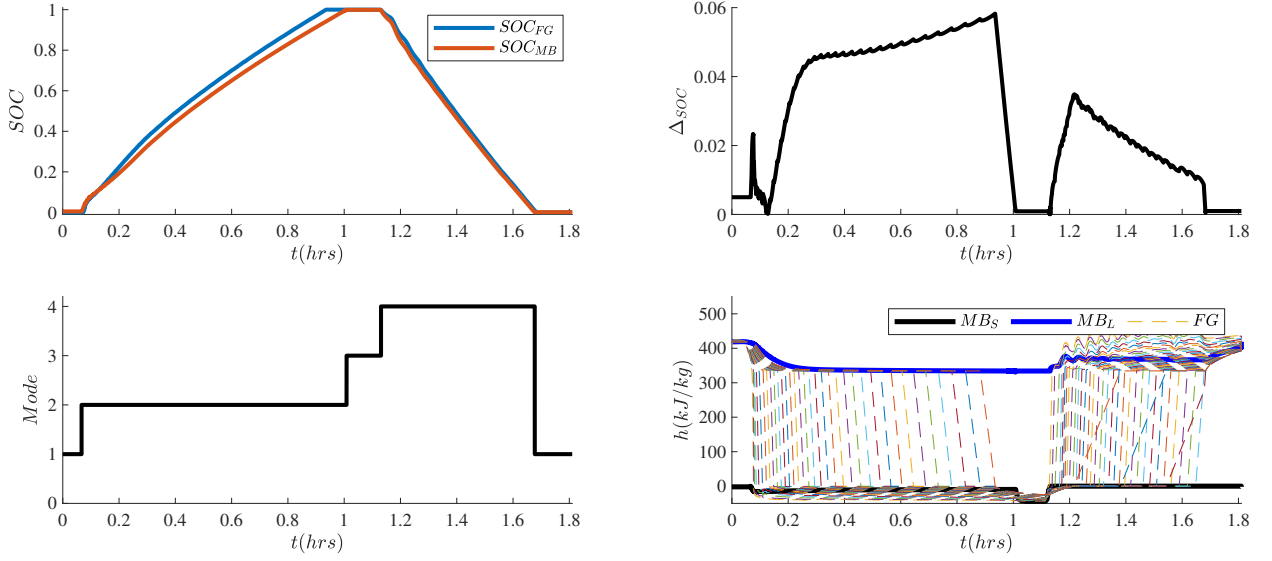 1
0.8
0.6
0.4
0.2
0
SOC
SOC_FG
SOC_MB
0 0.2 0.4 0.6 0.8 1 1.2 1.4 1.6 1.8
t(hrs)
0.06
0.04
0.02
0
Δ_SOC
0 0.2 0.4 0.6 0.8 1 1.2 1.4 1.6 1.8
t(hrs)
4
3
2
1
0
Mode
0 0.2 0.4 0.6 0.8 1 1.2 1.4 1.6 1.8
t(hrs)
500
400
300
200
100
0
h(kJ/kg)
MB_S MB_L FG
0 0.2 0.4 0.6 0.8 1 1.2 1.4 1.6 1.8
t(hrs)